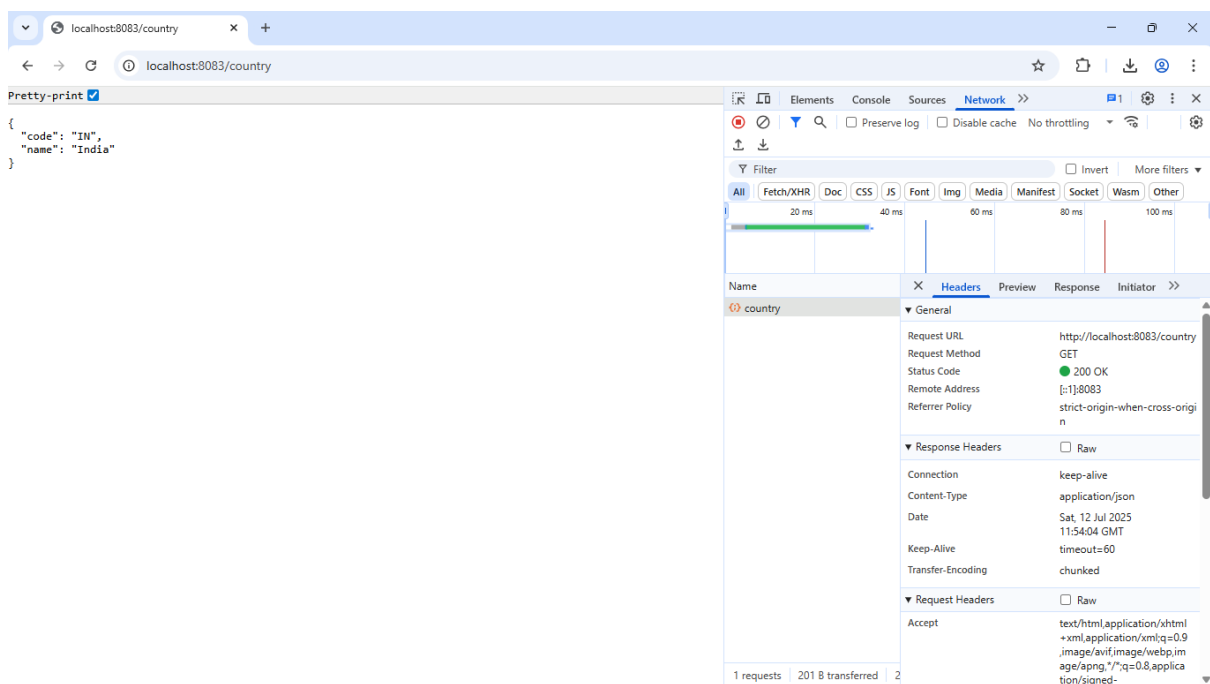 localhost:8083/country
localhost:8083/country
Pretty-print
{
"code": "IN",
"name": "India"
}
Elements Console Sources Network 1
Preserve log Disable cache No throttling
Filter Invert More filters
All Fetch/XHR Doc CSS JS Font Img Media Manifest Socket Wasm Other
20 ms 40 ms 60 ms 80 ms 100 ms
Name Headers Preview Response Initiator
country
General
Request URL http://localhost:8083/country
Request Method GET
Status Code 200 OK
Remote Address [::1]:8083
Referrer Policy strict-origin-when-cross-origi
n
Response Headers Raw
Connection keep-alive
Content-Type application/json
Date Sat, 12 Jul 2025
11:54:04 GMT
Keep-Alive timeout=60
Transfer-Encoding chunked
Request Headers Raw
Accept text/html,application/xhtml
+xml,application/xml;q=0.9
,image/avif,image/webp,im
age/apng,*/*;q=0.8,applica
tion/signed-
1 requests 201 B transferred 2